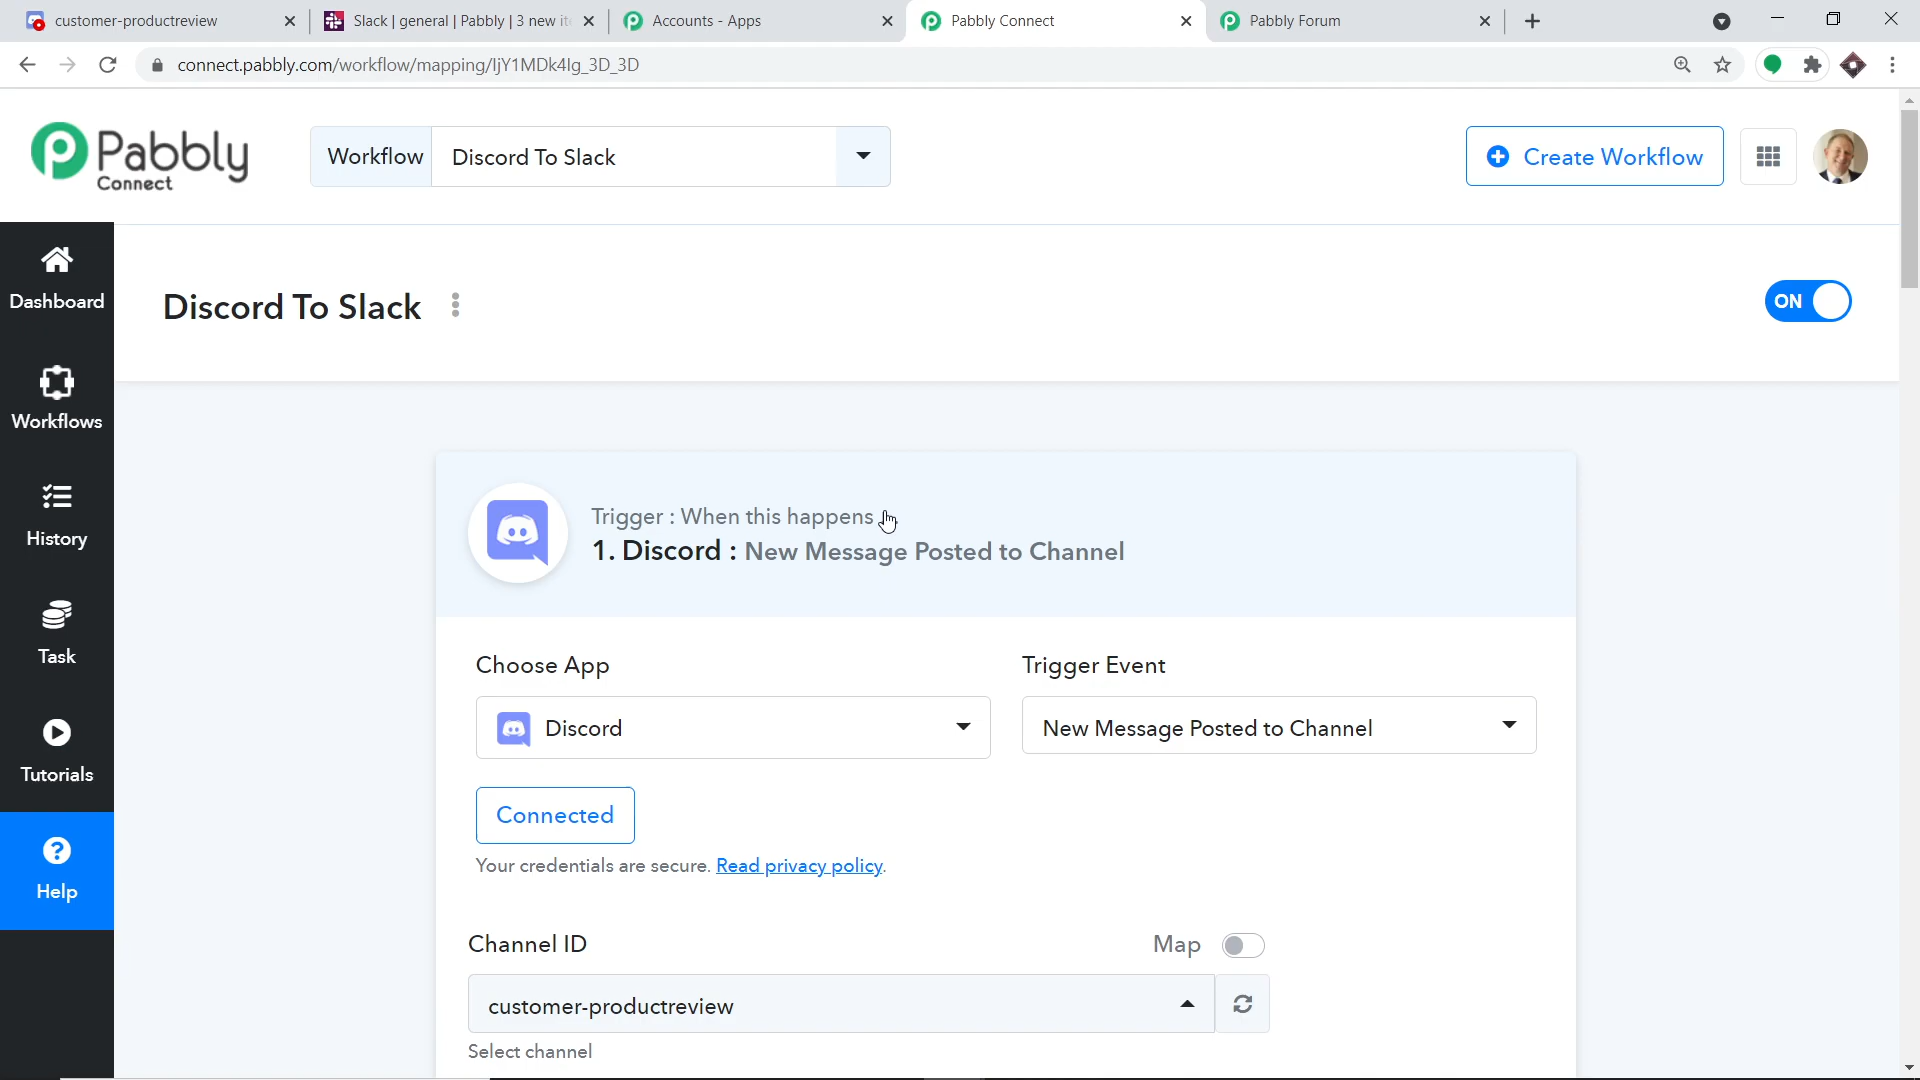 customer-productreview
Slack | general | Pabbly | 3 new it
Accounts - Apps
Pabbly Connect
Pabbly Forum
connect.pabbly.com/workflow/mapping/IjY1MDk4Ig_3D_3D
Pabbly
Connect
Workflow
Discord To Slack
Create Workflow
Dashboard
Workflows
History
Task
Tutorials
Help
Discord To Slack
ON
Trigger : When this happens
1. Discord : New Message Posted to Channel
Choose App
Trigger Event
Discord
New Message Posted to Channel
Connected
Your credentials are secure. Read privacy policy.
Channel ID
Map
customer-productreview
Select channel